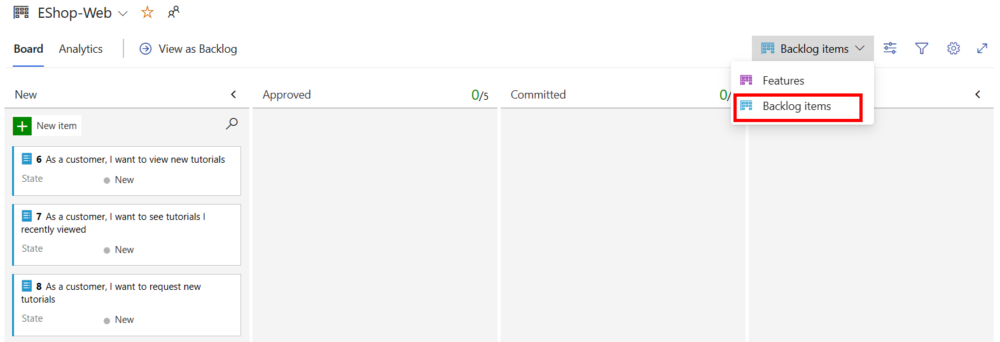 EShop-Web
Board Analytics View as Backlog Backlog items
Features
Backlog items
New Approved 0/5 Committed 0/
New item
6 As a customer, I want to view new tutorials
State New
7 As a customer, I want to see tutorials I
recently viewed
State New
8 As a customer, I want to request new
tutorials
State New